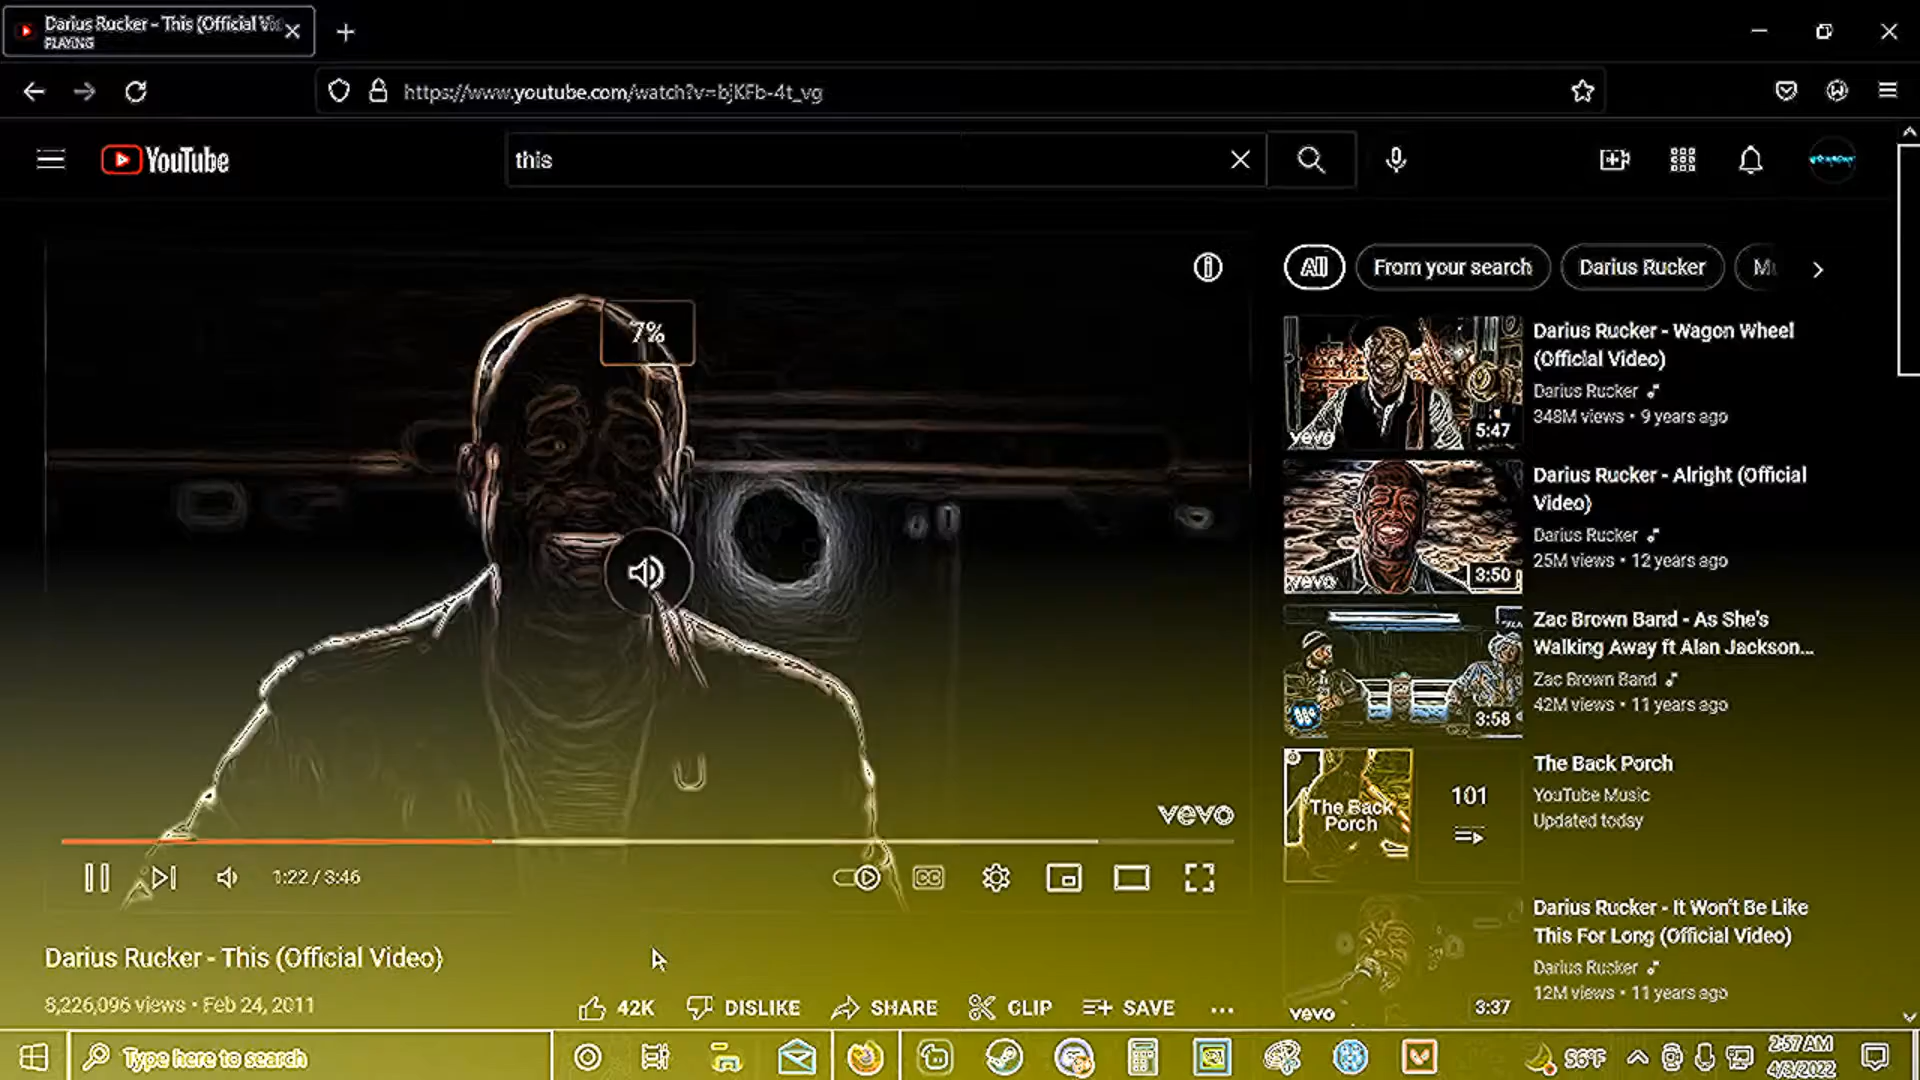 Darius Rucker - This (Official Vi
PLAYING
https://www.youtube.com/watch?v=bjKFb-4t_vg
YouTube
this
7%
All
From your search
Darius Rucker
Darius Rucker - Wagon Wheel
(Official Video)
Darius Rucker
348M views • 9 years ago
vevo
5:47
Darius Rucker - Alright (Official
Video)
Darius Rucker
25M views • 12 years ago
vevo
3:50
Zac Brown Band - As She's
Walking Away ft Alan Jackson...
Zac Brown Band
42M views • 11 years ago
3:58
The Back Porch
YouTube Music
Updated today
The Back
Porch
101
Darius Rucker - It Won't Be Like
This For Long (Official Video)
Darius Rucker
12M views • 11 years ago
vevo
3:37
vevo
1:22 / 3:46
CC
Darius Rucker - This (Official Video)
8,226,096 views • Feb 24, 2011
42K
DISLIKE
SHARE
CLIP
SAVE
...
Type here to search
56°F
2:57 AM
4/3/2022